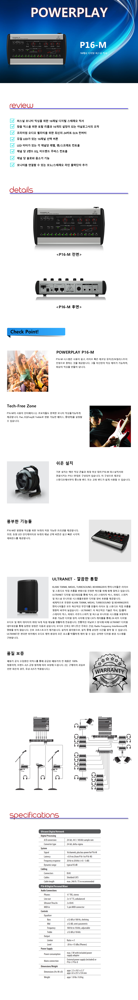 POWERPLAY
P16-M
16채널 디지털 퍼스널 믹서
review
퍼스널 모니터 믹싱을 위한 16채널 디지털 스테레오 믹서
맞춤 믹스를 위한 토탈 리콜과 16개의 설정이 되는 아날로그식의 조작
프리미엄 오디오 퀄리티를 위한 최신의 24비트 D/A 컨버터
듀얼 LED가 있는 16채널 선택 버튼
LED 미터가 있는 각 채널당 레벨, 팬/스프레트 컨트롤
채널 당 3밴드 EQ, 미드밴드 주파스 컨트롤
채널 당 솔로와 음소거 기능
모니터를 연결할 수 있는 모노/스테레오 라인 출력단자 추가
details
<P16-M 전면>
<P16-M 후면>
Check Point!
POWERPLAY P16-M
P16-M 시스템은 사용이 쉽고, 라이브 혹은 레코딩 뮤지션/보컬리스트이
진정으로 원하는 것을 제공합니다. 그들 자신만의 믹싱 제어가 가능하며,
최상의 믹싱을 만들어 냅니다.
Tech-Free Zone
P16-M의 사용자 인터페이스는 초보자들도 완벽한 모니터 믹싱을가능하게
제공합니다. Pan, EQ(Freq와 Treble로 변환 가능한 베이스, 중대역)을 설정할
수 있습니다.
쉬운 설치
기본 설치는 메인 믹싱 콘솔과 최대 여섯 대의 P16-M 퍼스널믹서와
연결시키는 P16-I 한대로 구성되어 있습니다. 이 구성으로 레코딩
스튜디오에서부터 중소형 밴드 또는 교회 밴드가 쉽게 사용할 수 있습니다.
풍부한 기능들
P16-M은 맞춤형 믹싱을 위한 16개의 저장 가능한 프리셋을 제공합니다.
또한, 듀얼 LED 인디케이터과 16개의 채널 선택 버튼은 쉽고 빠른 시각적
레퍼런스를 제공합니다.
ULTRANET - 깔끔한 통합
KLARK TEKNIK, MIDAS, TURBOSOUND, BEHRINGER의 엔지니어들은 라이브
및 스튜디오 작업 흐름을 변화시킬 진정한 혁신을 위해 함께 일하고 있습니다.
ULTRANET 디지털 네크워킹을 통해 믹서, I/O 스테이지 박스, 파워드 스피커
및 퍼스널 모니터링 시스템을포함한 디지털 장비 호환을 제공합니다.
세계적으로 유명한 KLARK TEKNIK, MIDAS, TURBOSOUND 및 BEHRINGER의
엔지니어들은 모두 혁신적인 무언가를 만들어 라이브 및 스튜디오 작업 흐름을
영원히 바꾸어 놓았습니다 - ULTRANET. 이 혁신적인 기술은 믹서, 입/출력
스테이지 박스, 파워드 라우드스피커 및 퍼스널 모니터링 시스템을 포함하여
호환 가능한 디지털 장치 사이에 단일 CAT5 케이블을 통해 24-비트 디지털
오디오 및 제어 데이터의 최대 16개 독립 채널을 원활하게 전송합니다. 전통적인 아날로그 방식에 비해 ULTRANET 디지털
네트워킹을 통해 실현된 장점은 다음과 같습니다; 오디오 신호는 RFI (무선 주파수 간섭; Radio Frequency Interference)에
영향을 받지 않습니다. 신호 크로스토크가 제거됩니다. 설치의 용이함으로, 설치 중에 상당한 시간을 절약 할 수 있습니다.
ULTRANET은 편리한 위치에서 오디오 제작 환경의 모든 요소를 탁월하게 제어 할 수 있는 강력한 디지털 환경 시스템을
구현합니다.
품질 보증
베링거 공식 수입원인 에빅스를 통해 공급된 베링거의 전 제품은 100%
정품이며, 브랜드 A/S 규정 절차에 따라 보장해 드립니다. (단, 구매자의 과실로
인한 파손의 경우, 유상 A/S가 적용됩니다.)
WARRANTY
specifications
Ultranet Digital Network
Digital Processing
A/D conversion 24-bit, 44.1 / 48 kHz sample rate
Converter type 24-bit, delta-sigma
System
Signal 16 channels, plus bus-power for P16-M
Latency <0.9 ms (from P16-I to P16-M)
Frequency response 20 Hz to 20 kHz (+0 / -3 dB)
Dynamic range typical 92 dB
Cabling
Connectors RJ45
Cables Shielded CAT5
Cable length max. 246 ft / 75 m recommended
P16-M Digital Personal Mixer
Audio Connections
Phones ¼" TRS, stereo
Line out 2 x ¼" TS, unbalanced
Ultranet Thru/In 2 x RJ45
MIDI in 5-pin MIDI connector
Controls
Equalizer
Bass ±12 dB @ 100 Hz, shelving
Mid ±12 dB, semi-parametric
Frequency 100 Hz to 10 kHz, adjustable
Treble ±12 dB @ 10 kHz
Output
Limiter Ratio ∞:1
Level -20 to +15 dBu (Phones)
Power Supply
Power consumption max. 5 W with included power
supply adaptor
Mains connection External power supply (included) or
P16-I / P16-D
Dimensions/Weight
Dimensions (H x W x D) appr. 2.5 x 10.1 x 5.3"
appr. 63 x 257 x 134 mm
Weight appr. 1.8 lbs / 0.8 kg